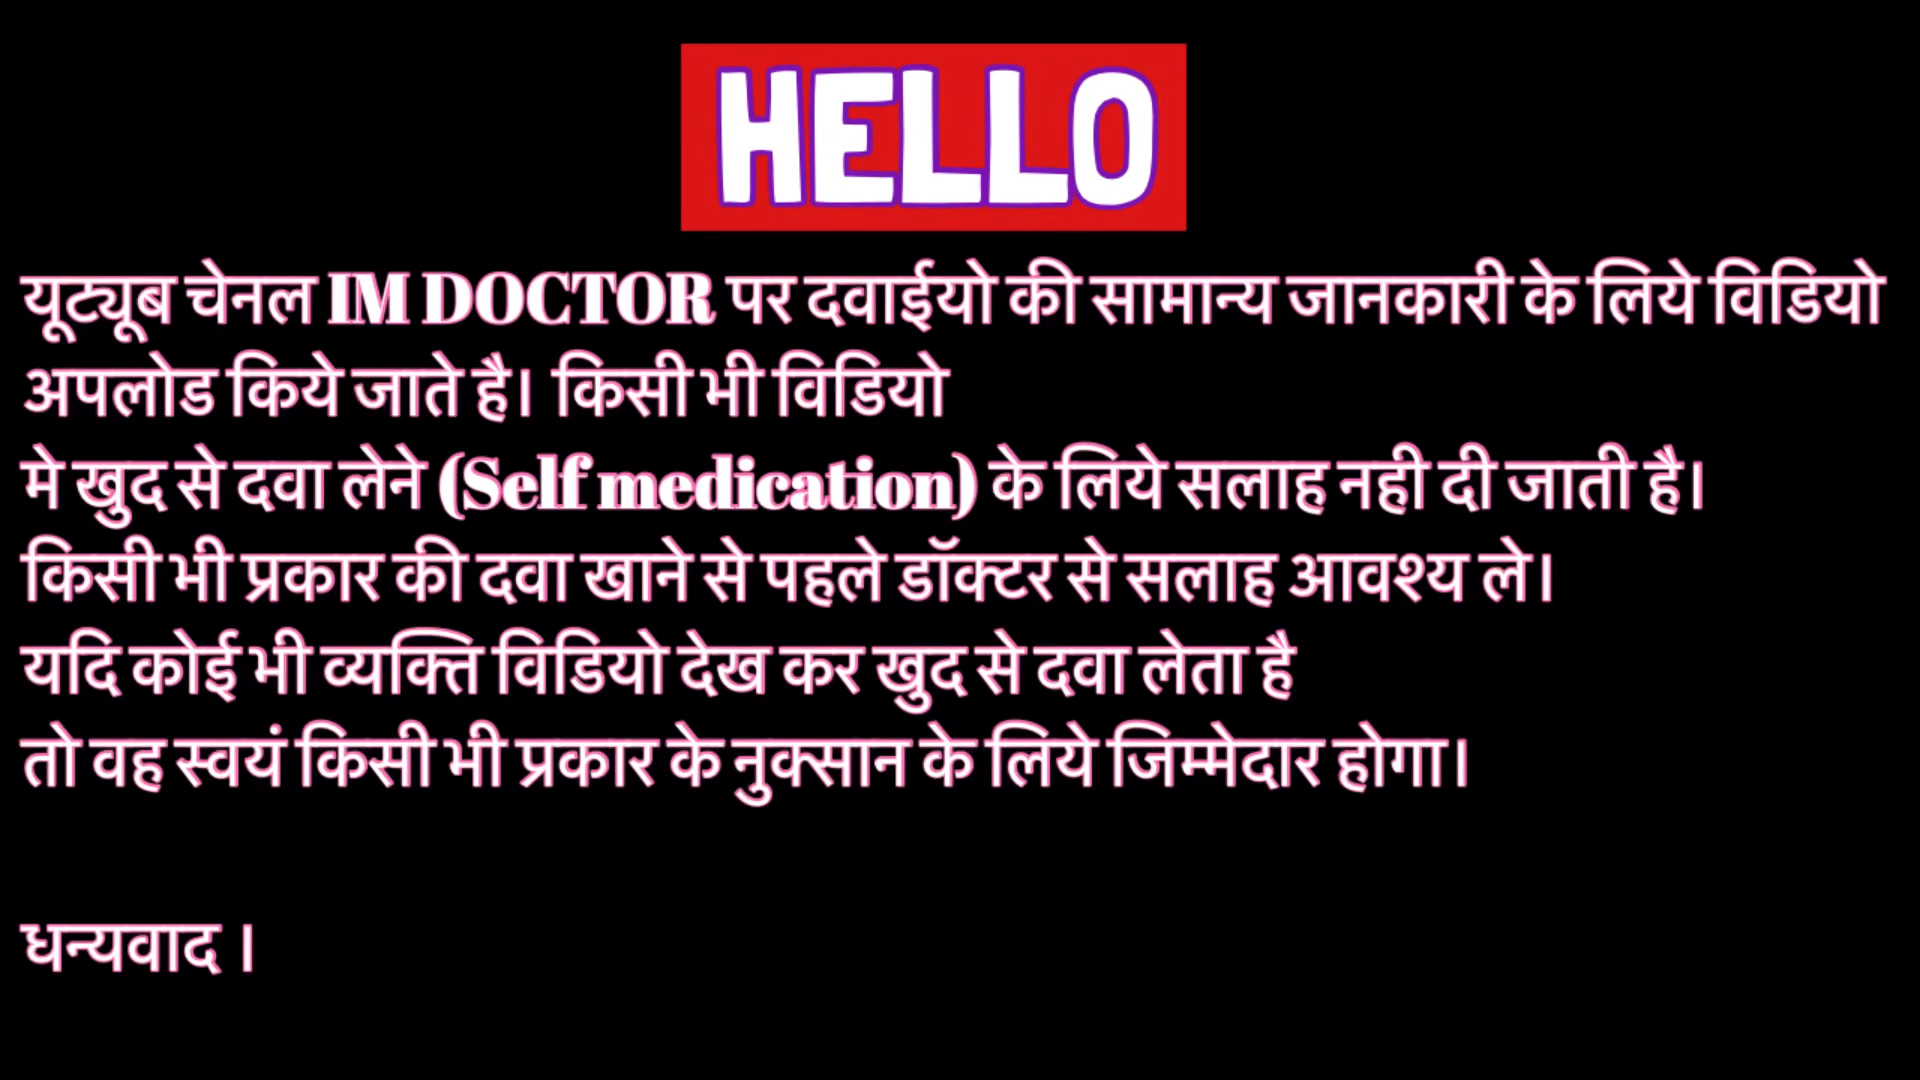 HELLO
यूट्यूब चेनल IM DOCTOR पर दवाईयो की सामान्य जानकारी के लिये विडियो
अपलोड किये जाते है। किसी भी विडियो
मे खुद से दवा लेने (Self medication) के लिये सलाह नही दी जाती है।
किसी भी प्रकार की दवा खाने से पहले डॉक्टर से सलाह आवश्य ले।
यदि कोई भी व्यक्ति विडियो देख कर खुद से दवा लेता है
तो वह स्वयं किसी भी प्रकार के नुक्सान के लिये जिम्मेदार होगा।
धन्यवाद ।